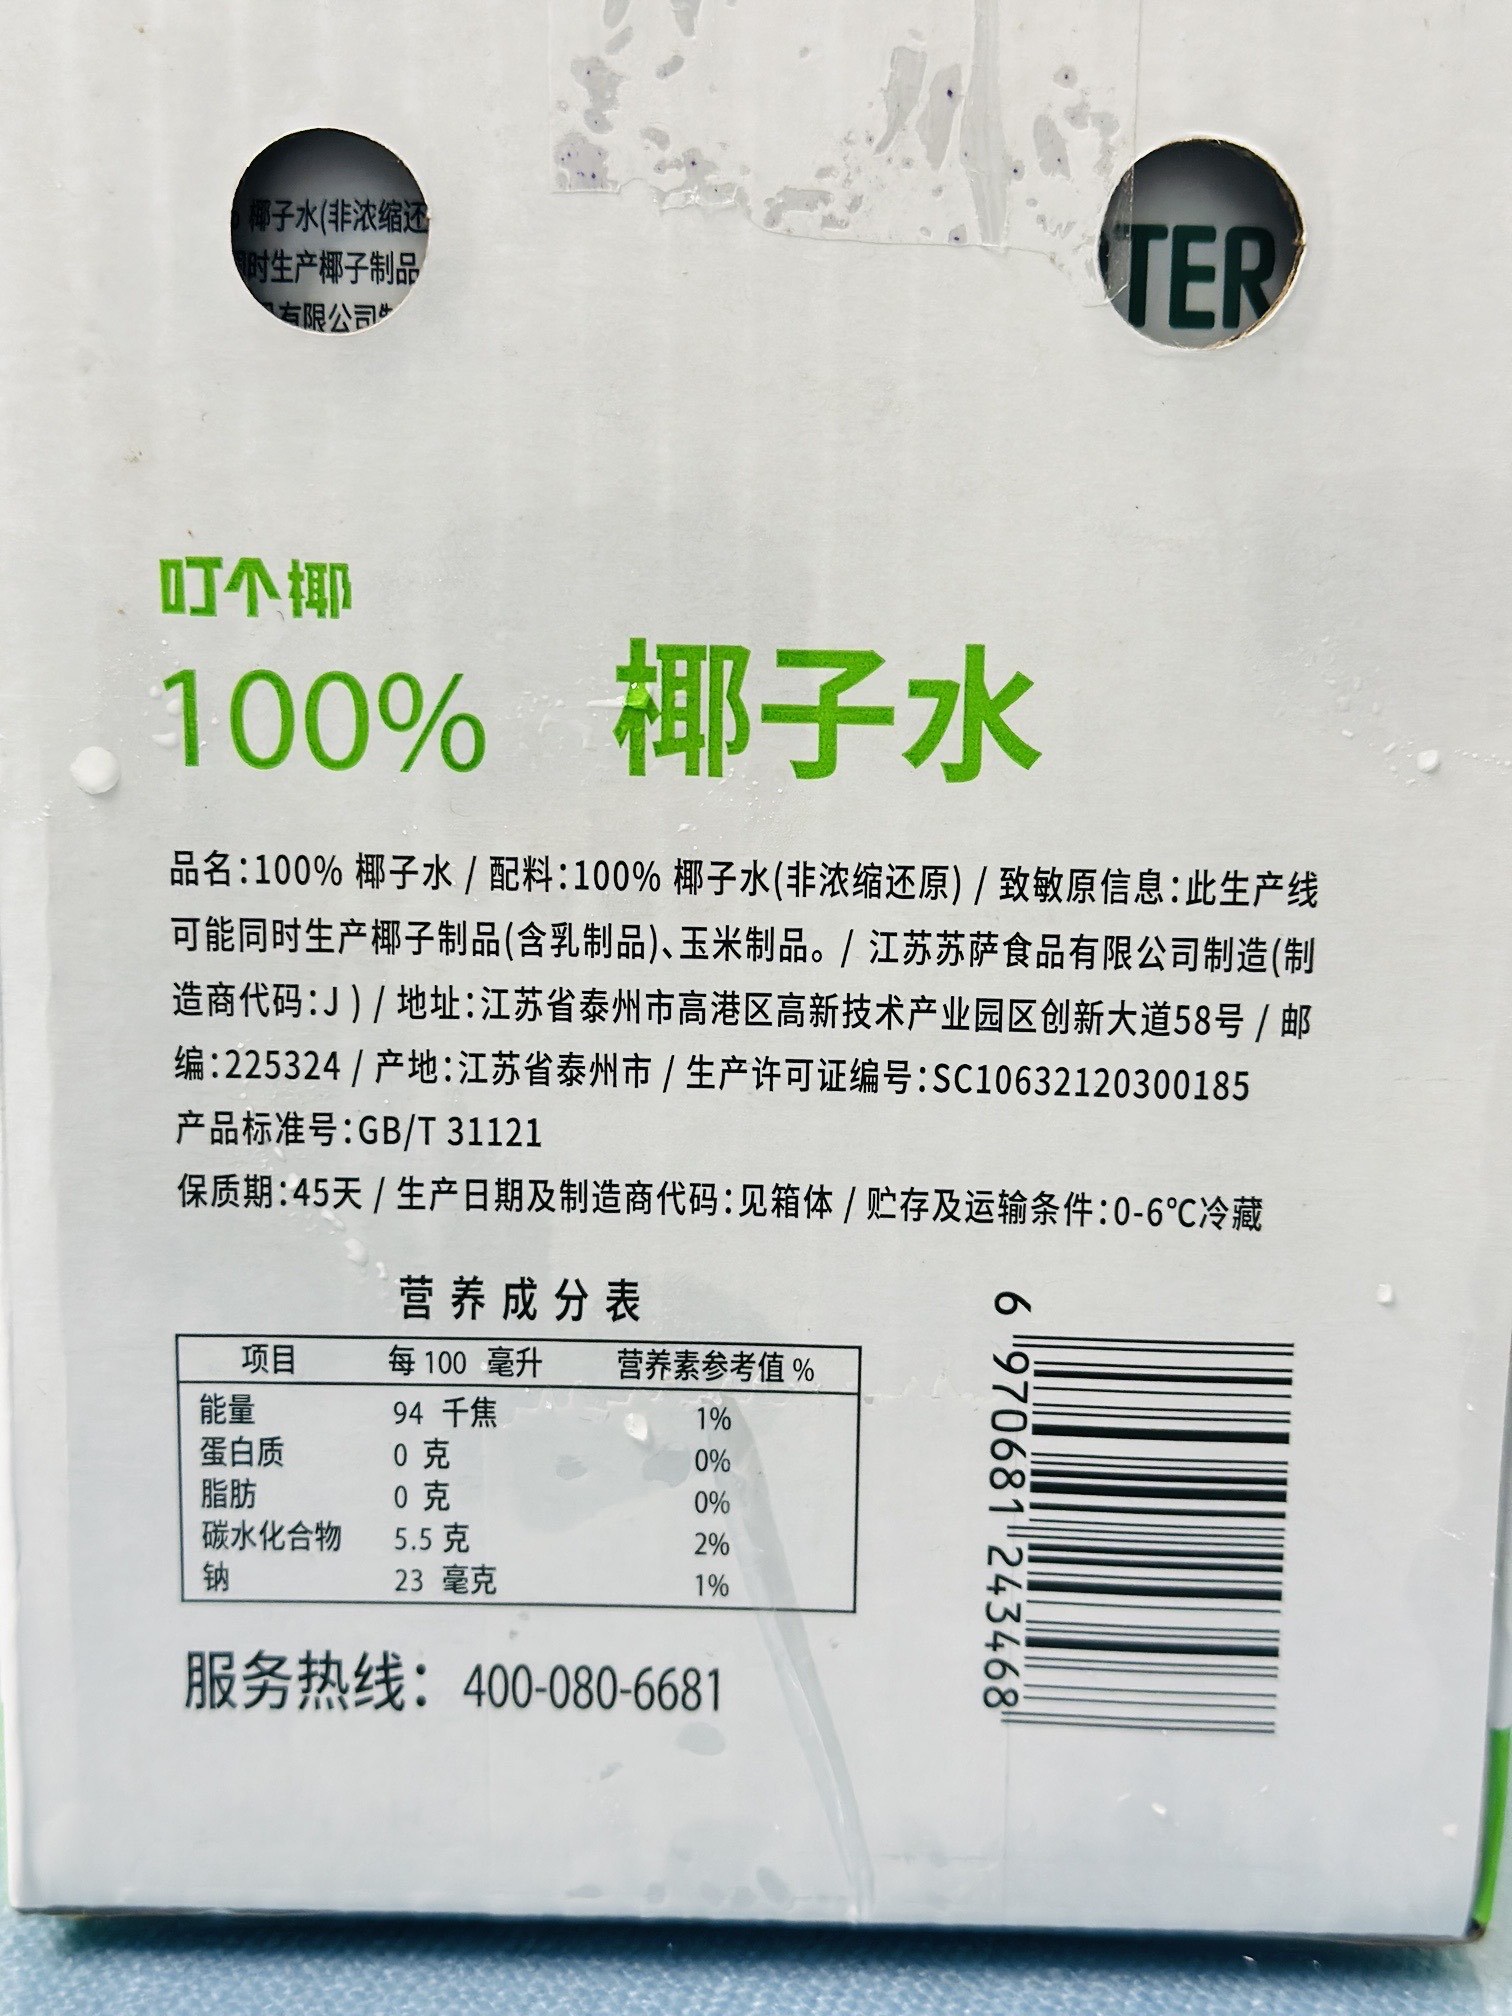 椰子水(非浓缩还
时生产椰子制品
有限公司制
TER
叮个椰
100% 椰子水
品名:100% 椰子水 / 配料:100% 椰子水(非浓缩还原) / 致敏原信息:此生产线
可能同时生产椰子制品(含乳制品)、玉米制品。/ 江苏苏萨食品有限公司制造(制
造商代码:J ) / 地址:江苏省泰州市高港区高新技术产业园区创新大道58号 / 邮
编:225324 / 产地:江苏省泰州市 / 生产许可证编号:SC10632120300185
产品标准号:GB/T 31121
保质期:45天 / 生产日期及制造商代码:见箱体 / 贮存及运输条件:0-6℃冷藏
营养成分表
项目 每 100 毫升 营养素参考值 %
能量 94 千焦 1%
蛋白质 0 克 0%
脂肪 0 克 0%
碳水化合物 5.5 克 2%
钠 23 毫克 1%
服务热线：400-080-6681
6 970681 243468